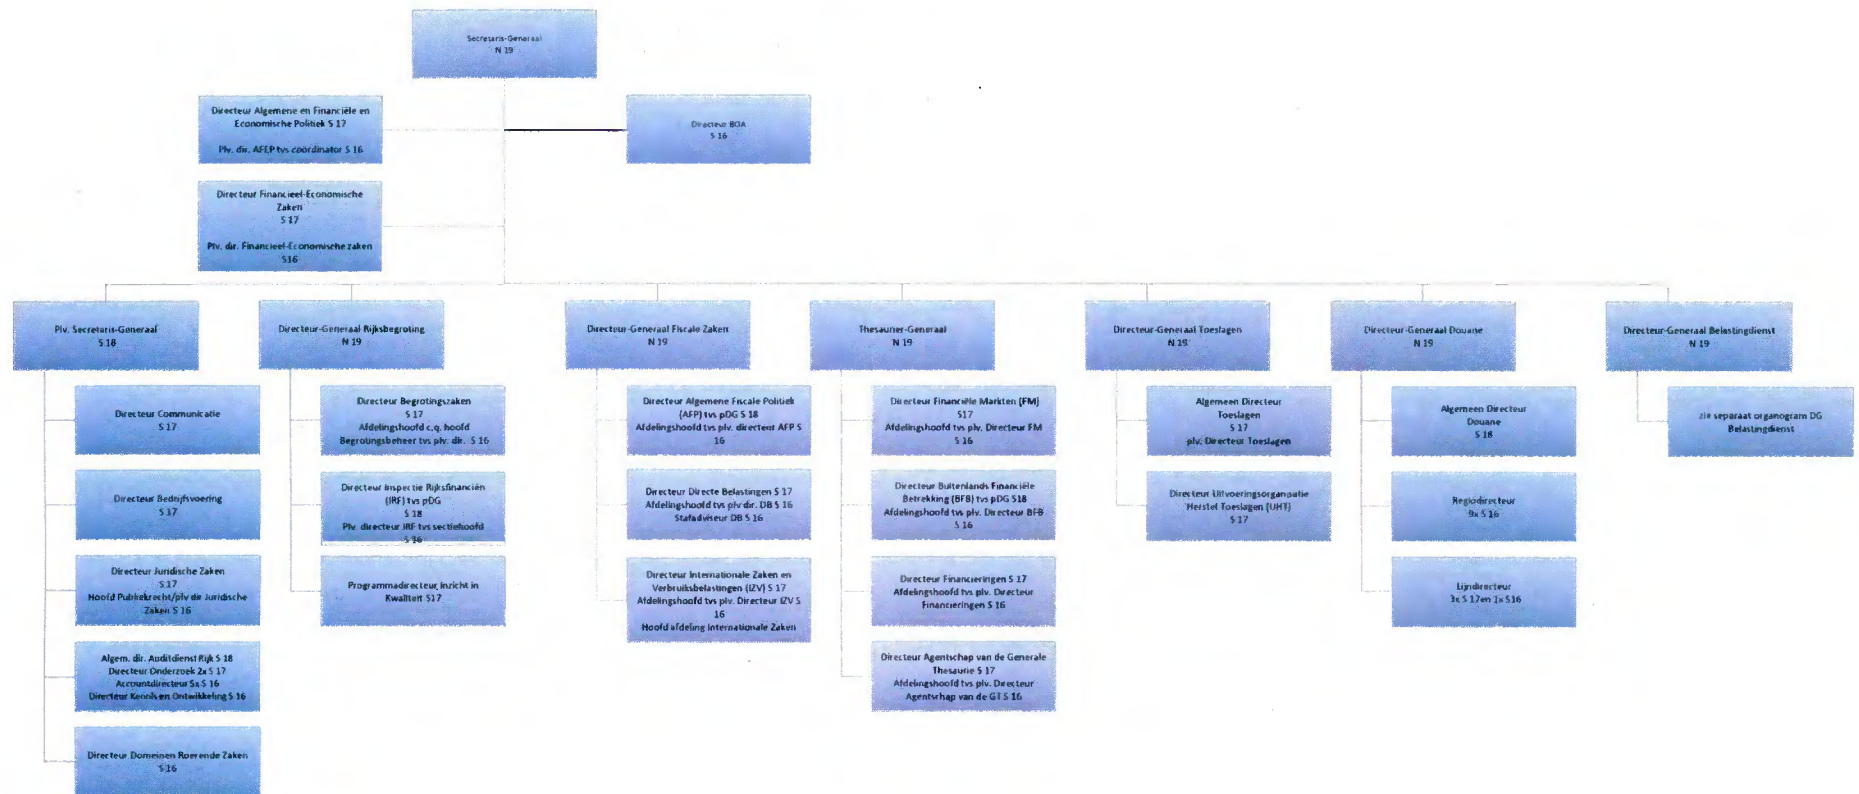 Secretaris-Generaal
N 19
Directeur Algemene en Financiële en
Economische Politiek S 17
Plv. dir. AFEP tvs coördinator S 16
Directeur BOA
S 16
Directeur Financieel-Economische
Zaken
S 17
Plv. dir. Financieel-Economische zaken
S16
Plv. Secretaris-Generaal
S 18
Directeur Communicatie
S 17
Directeur Bedrijfsvoering
S 17
Directeur Juridische Zaken
S 17
Hoofd Publiekrecht/plv dir Juridische
Zaken S 16
Algem. dir. Auditdienst Rijk S 18
Directeur Onderzoek 2x S 17
Accountdirecteur 5x S 16
Directeur Kennis en Ontwikkeling S 16
Directeur Domeinen Roerende Zaken
S 16
Directeur-Generaal Rijksbegroting
N 19
Directeur Begrotingszaken
S 17
Afdelingshoofd c.q. hoofd
Begrotingsbeheer tvs plv. dir. S 16
Directeur Inspectie Rijksfinanciën
(IRF) tvs pDG
S 18
Plv. directeur IRF tvs sectiehoofd
S 16
Programmadirecteur Inzicht in
Kwaliteit S17
Directeur-Generaal Fiscale Zaken
N 19
Directeur Algemene Fiscale Politiek
(AFP) tvs pDG S 18
Afdelingshoofd tvs plv. directeur AFP S
16
Directeur Directe Belastingen S 17
Afdelingshoofd tvs plv dir. DB S 16
Stafadviseur DB S 16
Directeur Internationale Zaken en
Verbruiksbelastingen (IZV) S 17
Afdelingshoofd tvs plv. Directeur IZV S
16
Hoofd afdeling Internationale Zaken
Thesaurier-Generaal
N 19
Directeur Financiële Markten (FM)
S17
Afdelingshoofd tvs plv. Directeur FM
S 16
Directeur Buitenlands Financiële
Betrekking (BFB) tvs pDG S18
Afdelingshoofd tvs plv. Directeur BFB
S 16
Directeur Financieringen S 17
Afdelingshoofd tvs plv. Directeur
Financieringen S 16
Directeur Agentschap van de Generale
Thesaurie S 17
Afdelingshoofd tvs plv. Directeur
Agentschap van de GT S 16
Directeur-Generaal Toeslagen
N 19
Algemeen Directeur
Toeslagen
S 17
plv. Directeur Toeslagen
Directeur Uitvoeringsorganisatie
Herstel Toeslagen (UHT)
S 17
Directeur-Generaal Douane
N 19
Algemeen Directeur
Douane
S 18
Regiodirecteur
9x S 16
Lijndirecteur
3x S 17 en 1x S16
Directeur-Generaal Belastingdienst
N 19
zie separaat organogram DG
Belastingdienst